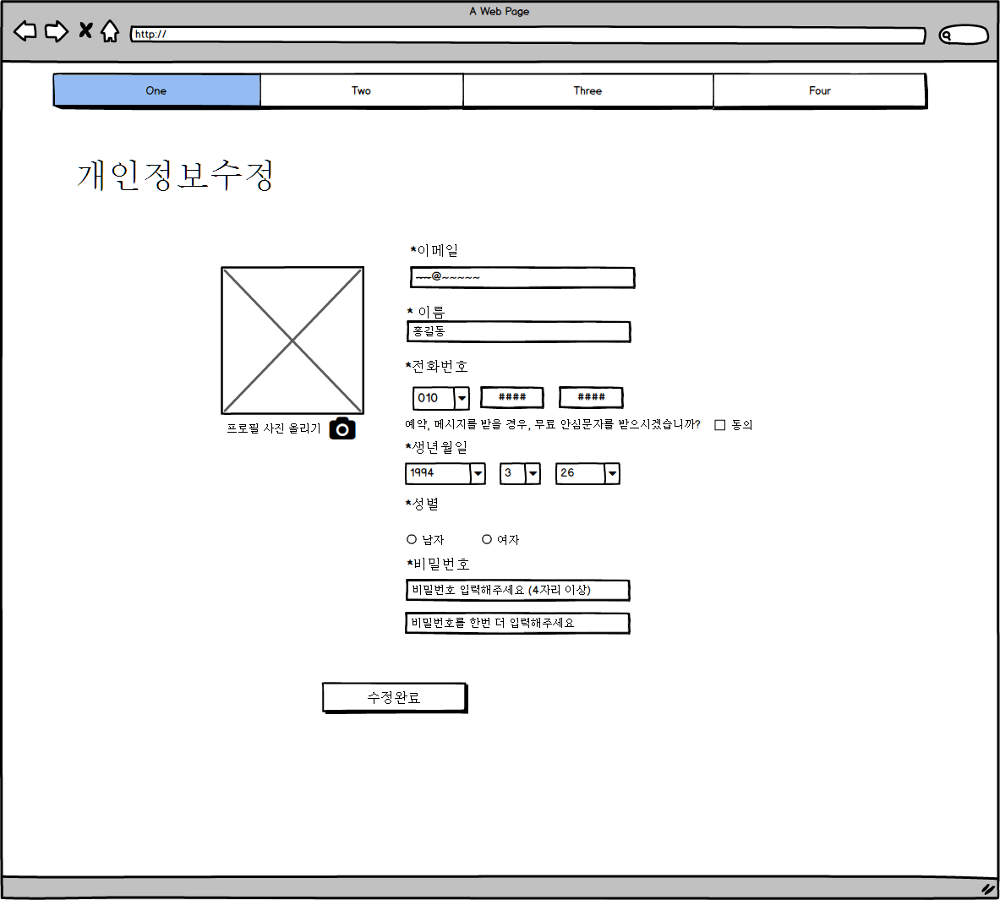 A Web Page
http://
One Two Three Four
개인정보수정
*이메일
~~~@~~~~~
* 이름
홍길동
*전화번호
010 #### ####
프로필 사진 올리기
예약, 메시지를 받을 경우, 무료 안심문자를 받으시겠습니까? 동의
*생년월일
1994 3 26
*성별
남자 여자
*비밀번호
비밀번호 입력해주세요 (4자리 이상)
비밀번호를 한번 더 입력해주세요
수정완료